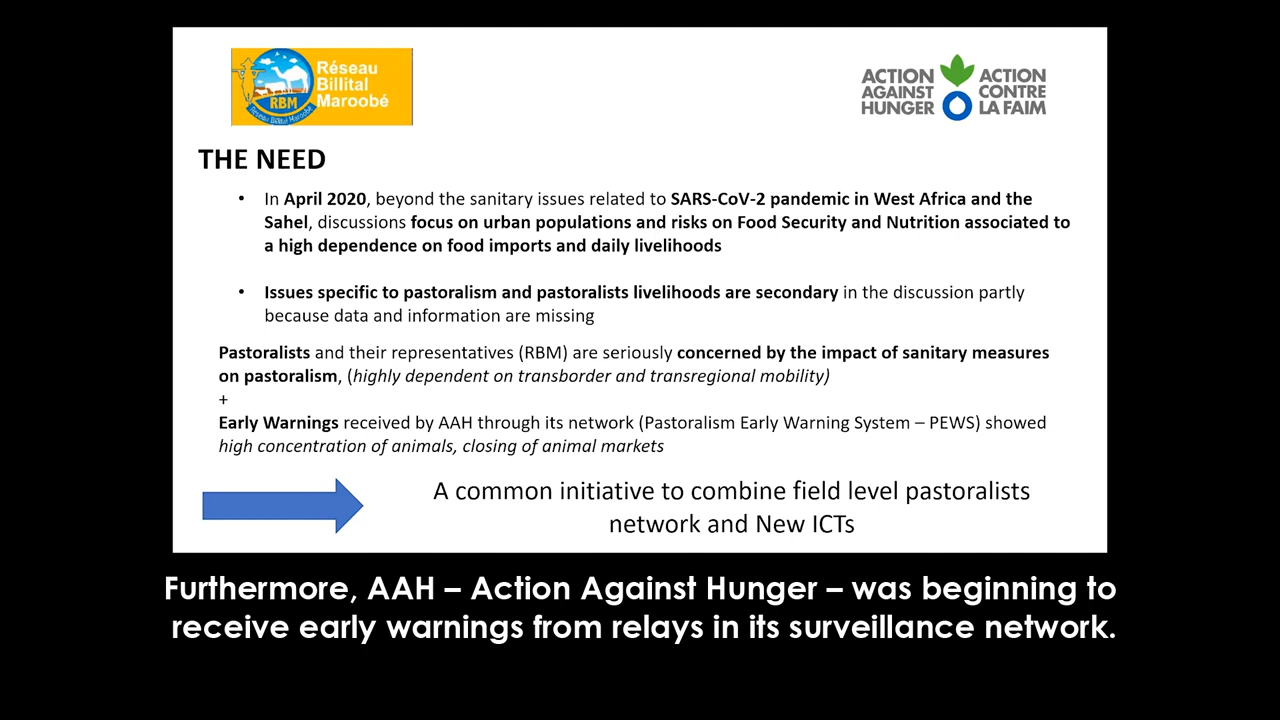 Réseau
Billital
Maroobé
RBM
Réseau Billital Maroobé
ACTION
AGAINST
HUNGER
ACTION
CONTRE
LA FAIM
THE NEED
• In April 2020, beyond the sanitary issues related to SARS-CoV-2 pandemic in West Africa and the
Sahel, discussions focus on urban populations and risks on Food Security and Nutrition associated to
a high dependence on food imports and daily livelihoods
• Issues specific to pastoralism and pastoralists livelihoods are secondary in the discussion partly
because data and information are missing
Pastoralists and their representatives (RBM) are seriously concerned by the impact of sanitary measures
on pastoralism, (highly dependent on transborder and transregional mobility)
+
Early Warnings received by AAH through its network (Pastoralism Early Warning System – PEWS) showed
high concentration of animals, closing of animal markets
A common initiative to combine field level pastoralists
network and New ICTs
Furthermore, AAH – Action Against Hunger – was beginning to
receive early warnings from relays in its surveillance network.